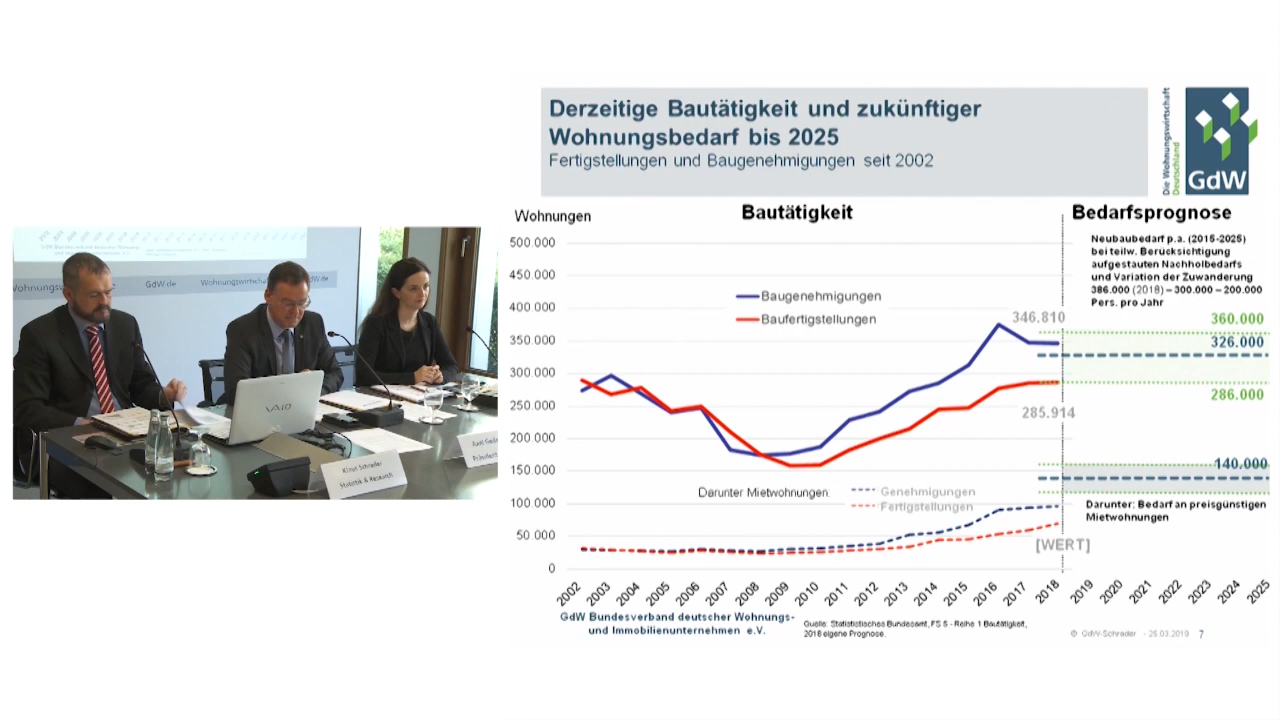 Derzeitige Bautätigkeit und zukünftiger
Wohnungsbedarf bis 2025
Fertigstellungen und Baugenehmigungen seit 2002
Die Wohnungswirtschaft
Deutschland
GdW
Wohnungen
Bautätigkeit
Bedarfsprognose
500.000
450.000
400.000
350.000
300.000
250.000
200.000
150.000
100.000
50.000
0
Baugenehmigungen
Baufertigstellungen
346.810
285.914
Neubaubedarf p.a. (2015-2025)
bei teilw. Berücksichtigung
aufgestauten Nachholbedarfs
und Variation der Zuwanderung
386.000 (2018) – 300.000 – 200.000
Pers. pro Jahr
360.000
326.000
286.000
140.000
Darunter Mietwohnungen:
Genehmigungen
Fertigstellungen
Darunter: Bedarf an preisgünstigen
Mietwohnungen
[WERT]
2002 2003 2004 2005 2006 2007 2008 2009 2010 2011 2012 2013 2014 2015 2016 2017 2018 2019 2020 2021 2022 2023 2024 2025
GdW Bundesverband deutscher Wohnungs-
und Immobilienunternehmen e.V.
Quelle: Statistisches Bundesamt, FS 5 - Reihe 1 Bautätigkeit,
2018 eigene Prognose.
© GdW-Schrader - 26.03.2019 7
GdW.de
VAIO
Klaus Schrader
Statistik & Research